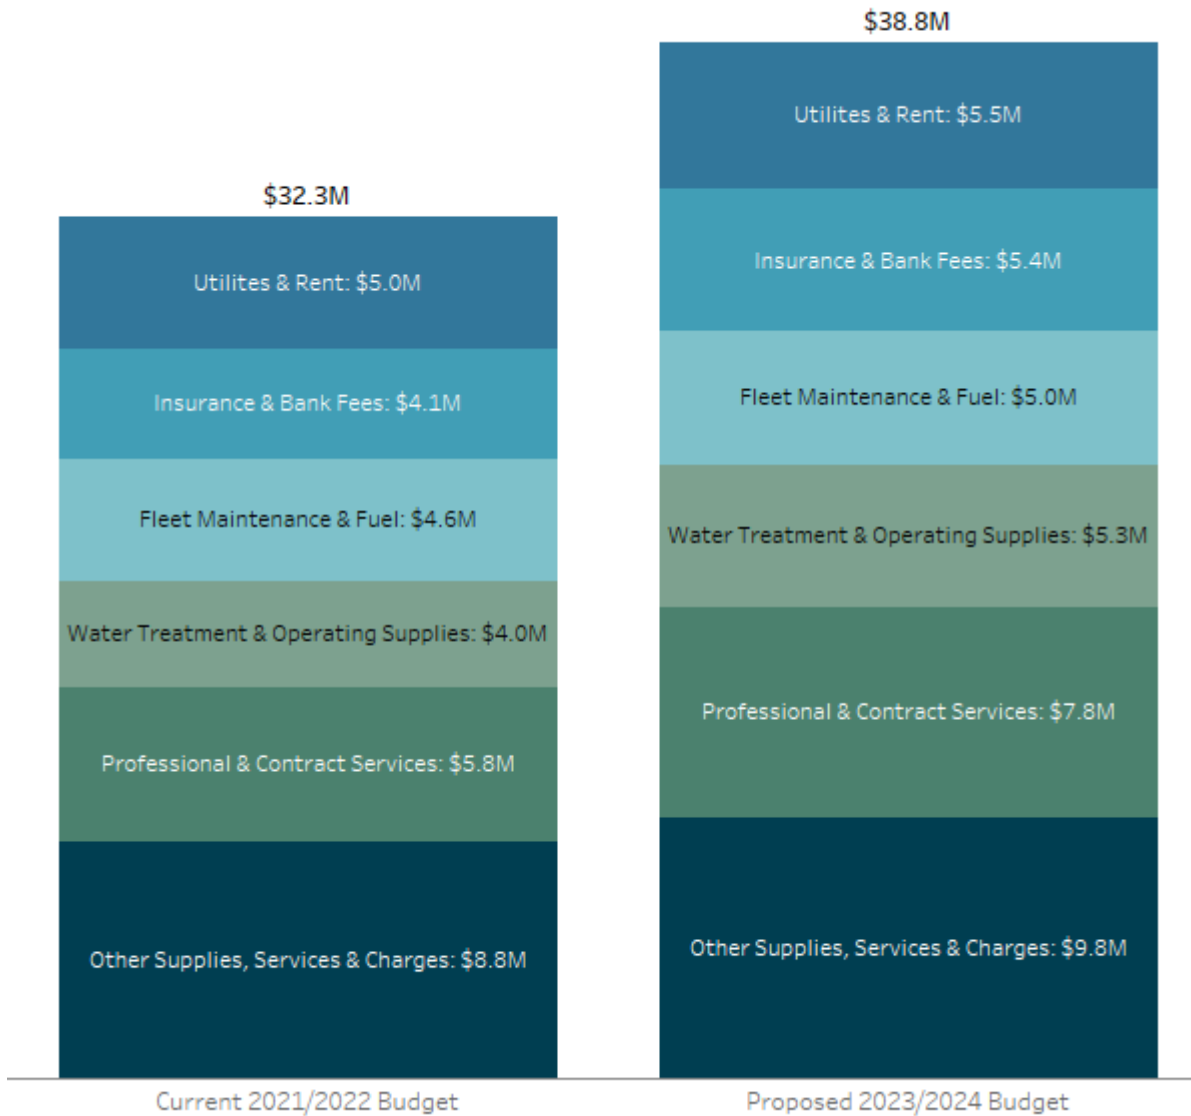 $38.8M
Utilites & Rent: $5.5M
$32.3M
Insurance & Bank Fees: $5.4M
Utilites & Rent: $5.0M
Fleet Maintenance & Fuel: $5.0M
Insurance & Bank Fees: $4.1M
Fleet Maintenance & Fuel: $4.6M
Water Treatment & Operating Supplies: $5.3M
Water Treatment & Operating Supplies: $4.0M
Professional & Contract Services: $7.8M
Professional & Contract Services: $5.8M
Other Supplies, Services & Charges: $9.8M
Other Supplies, Services & Charges: $8.8M
Current 2021/2022 Budget
Proposed 2023/2024 Budget